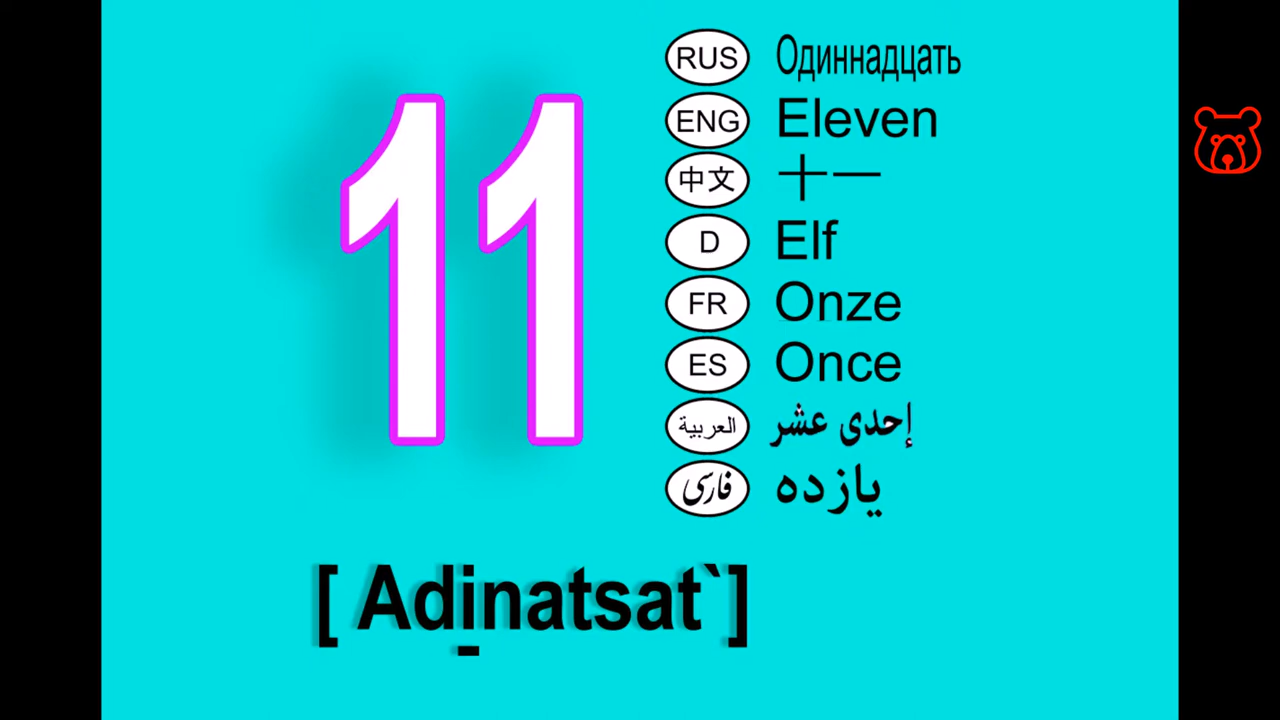 11
RUS Одиннадцать
ENG Eleven
中文 十一
D Elf
FR Onze
ES Once
العربية إحدى عشر
فارسی یازده
[ Adinatsat`]